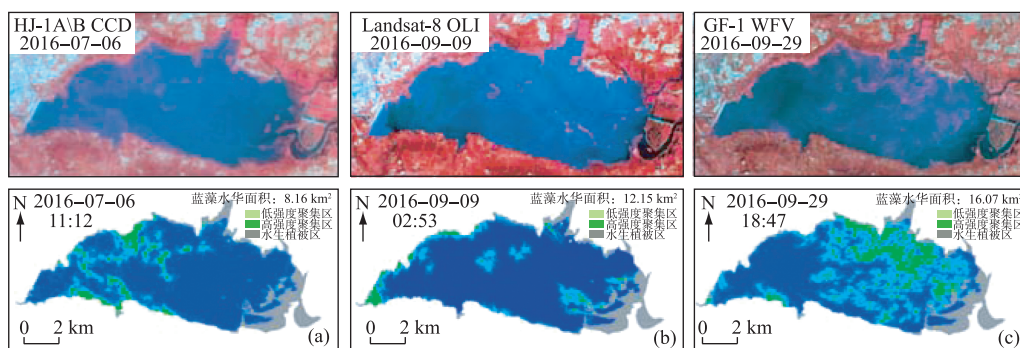 HJ-1A\B CCD
2016-07-06
Landsat-8 OLI
2016-09-09
GF-1 WFV
2016-09-29
N
2016-07-06
11:12
蓝藻水华面积：8.16 km²
低强度聚集区
高强度聚集区
水生植被区
0 2 km
(a)
N
2016-09-09
02:53
蓝藻水华面积：12.15 km²
低强度聚集区
高强度聚集区
水生植被区
0 2 km
(b)
N
2016-09-29
18:47
蓝藻水华面积：16.07 km²
低强度聚集区
高强度聚集区
水生植被区
0 2 km
(c)